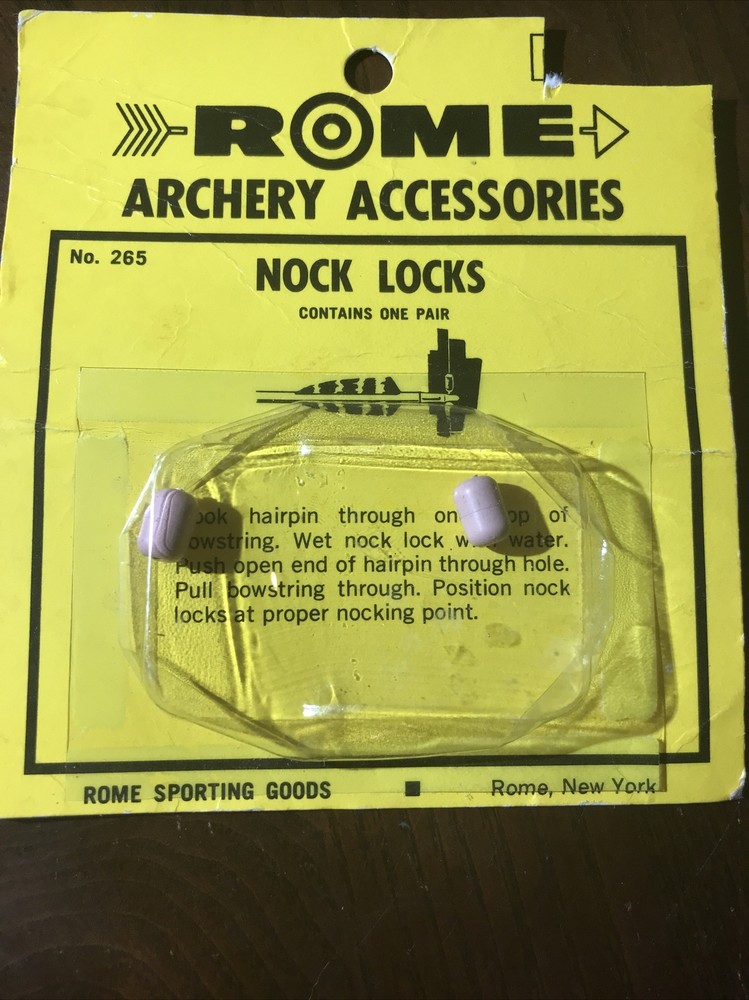 ROME
ARCHERY ACCESSORIES
No. 265
NOCK LOCKS
CONTAINS ONE PAIR
hairpin through of
Wet nock lock water.
Push open end of hairpin through hole.
Pull bowstring through. Position nock
locks at proper nocking point.
ROME SPORTING GOODS ■ Rome, New York